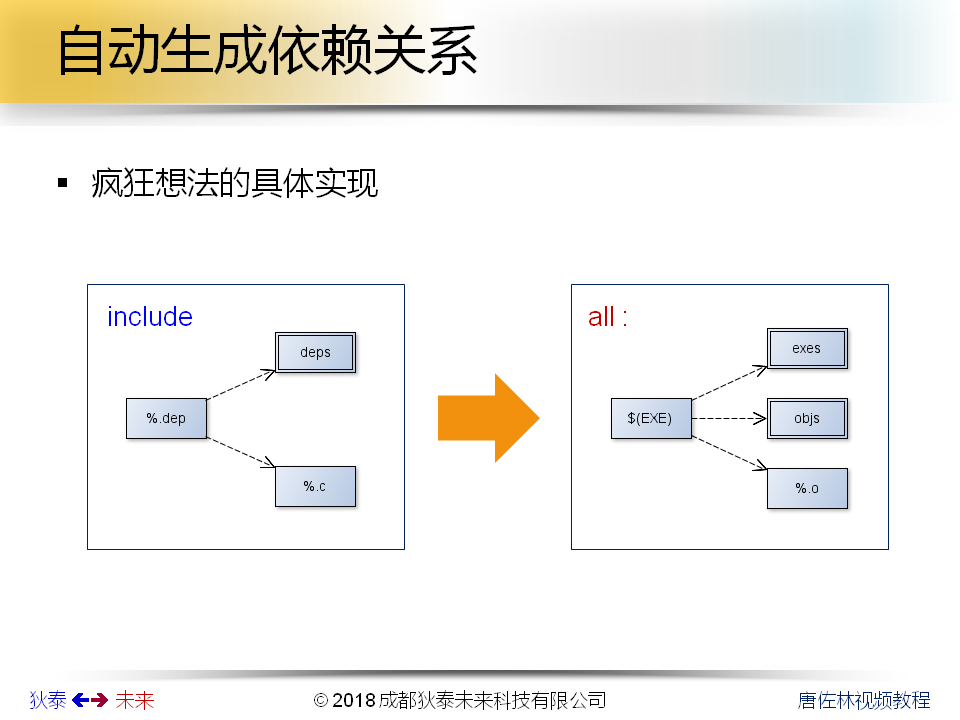 自动生成依赖关系
疯狂想法的具体实现
include
deps
%.dep
%.c
all :
exes
$(EXE)
objs
%.o
狄泰 未来
© 2018 成都狄泰未来科技有限公司
唐佐林视频教程